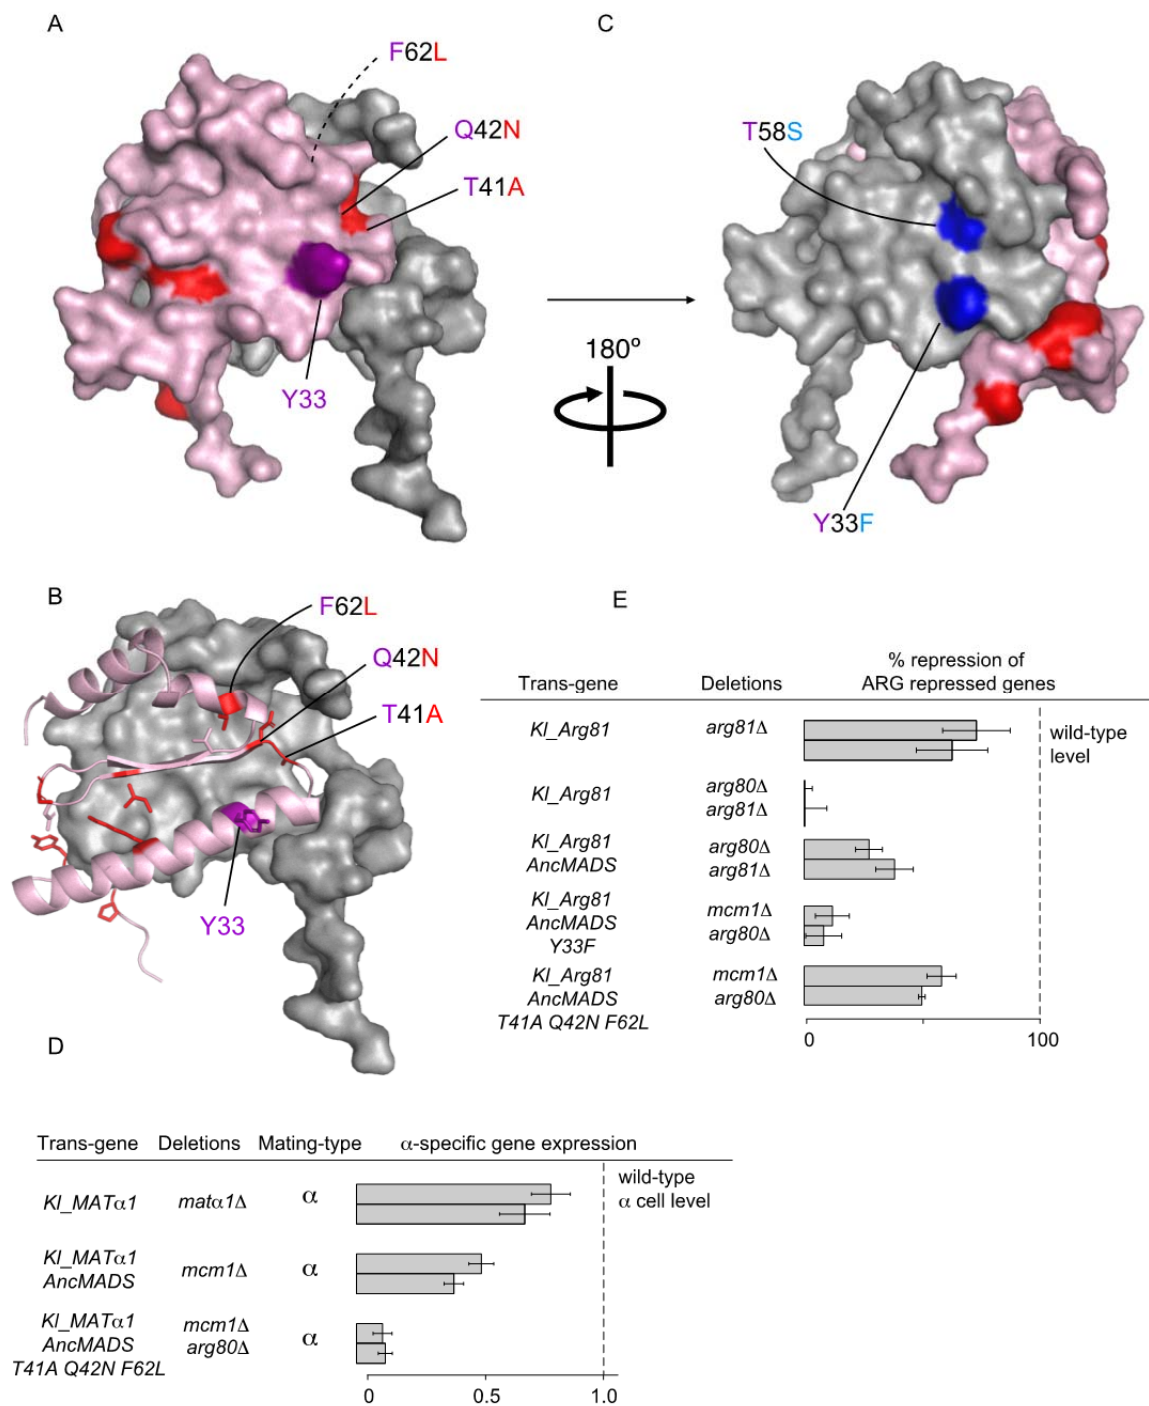 A
F62L
Q42N
T41A
Y33
C
T58S
180º
Y33F
B
F62L
Q42N
T41A
Y33
E
Trans-gene
Deletions
% repression of
ARG repressed genes
Kl_Arg81
arg81Δ
wild-type
level
Kl_Arg81
arg80Δ
arg81Δ
Kl_Arg81
AncMADS
arg80Δ
arg81Δ
Kl_Arg81
AncMADS
Y33F
mcm1Δ
arg80Δ
Kl_Arg81
AncMADS
T41A Q42N F62L
mcm1Δ
arg80Δ
0
100
D
Trans-gene
Deletions
Mating-type
α-specific gene expression
Kl_MATα1
matα1Δ
α
wild-type
α cell level
Kl_MATα1
AncMADS
mcm1Δ
α
Kl_MATα1
AncMADS
T41A Q42N F62L
mcm1Δ
arg80Δ
α
0
0.5
1.0